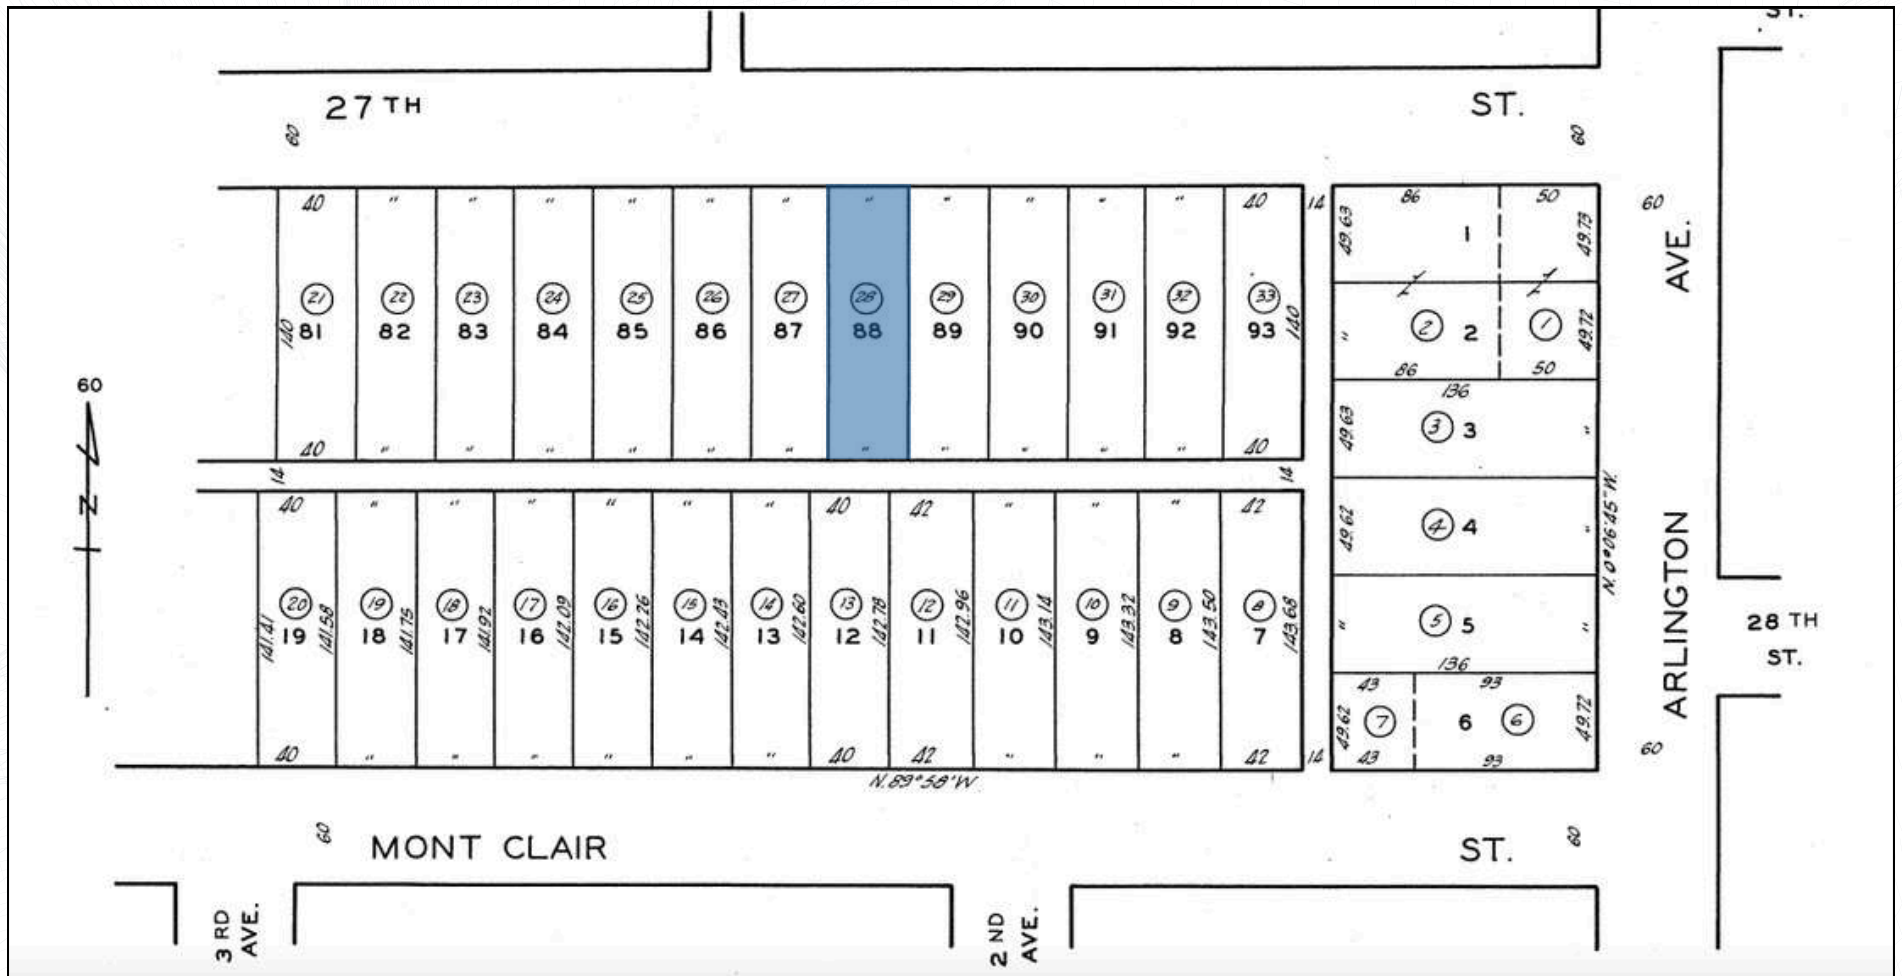 ST.
27 TH ST.
60 60
40 " " " " " " " " " " " 40 14 86 50 60
49.63 1 49.73
21 22 23 24 25 26 27 28 29 30 31 32 33
140 81 82 83 84 85 86 87 88 89 90 91 92 93 140
" 2 2 1 49.72
86 50
AVE.
60
N
136
49.63 3 3 "
40 " " " " " " " " " " " 40
14 14
40 " " " " " " 40 42 " " " 42
49.62 4 4 "
N. 0°06'45" W.
ARLINGTON
20 19 18 17 16 15 14 13 12 11 10 9 8
141.41 19 141.58 18 141.75 17 141.92 16 142.09 15 142.26 14 142.43 13 142.60 12 142.78 11 142.96 10 143.14 9 143.32 8 143.50 7 143.68
" 5 5 "
28 TH
ST.
136
43 93
49.62 7 6 6 49.72
40 " " " " " " 40 42 " " " 42 14 43 93 60
N. 89°58' W.
60 60
MONT CLAIR ST.
3 RD
AVE.
2 ND
AVE.